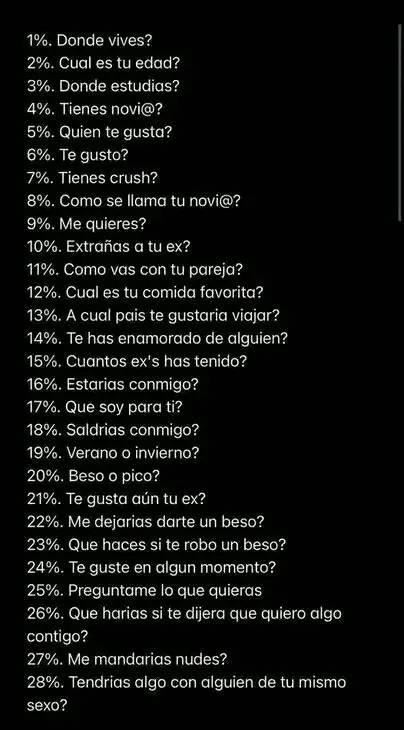 1%. Donde vives?
2%. Cual es tu edad?
3%. Donde estudias?
4%. Tienes novi@?
5%. Quien te gusta?
6%. Te gusto?
7%. Tienes crush?
8%. Como se llama tu novi@?
9%. Me quieres?
10%. Extrañas a tu ex?
11%. Como vas con tu pareja?
12%. Cual es tu comida favorita?
13%. A cual pais te gustaria viajar?
14%. Te has enamorado de alguien?
15%. Cuantos ex's has tenido?
16%. Estarias conmigo?
17%. Que soy para ti?
18%. Saldrias conmigo?
19%. Verano o invierno?
20%. Beso o pico?
21%. Te gusta aún tu ex?
22%. Me dejarias darte un beso?
23%. Que haces si te robo un beso?
24%. Te guste en algun momento?
25%. Preguntame lo que quieras
26%. Que harias si te dijera que quiero algo
contigo?
27%. Me mandarias nudes?
28%. Tendrias algo con alguien de tu mismo
sexo?